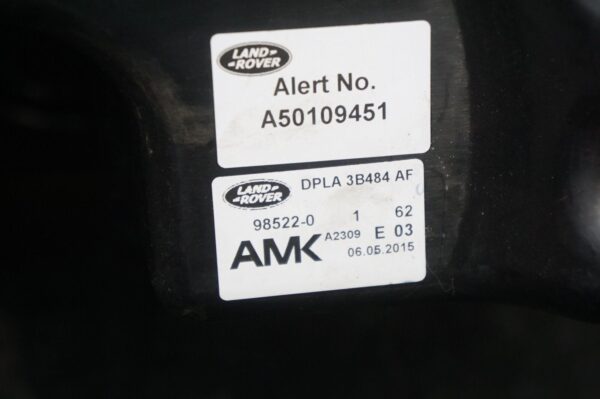 LAND-
-ROVER
Alert No.
A50109451
LAND-
-ROVER
DPLA 3B484 AF
98522-0 1 62
AMK A2309 E 03
06.05.2015